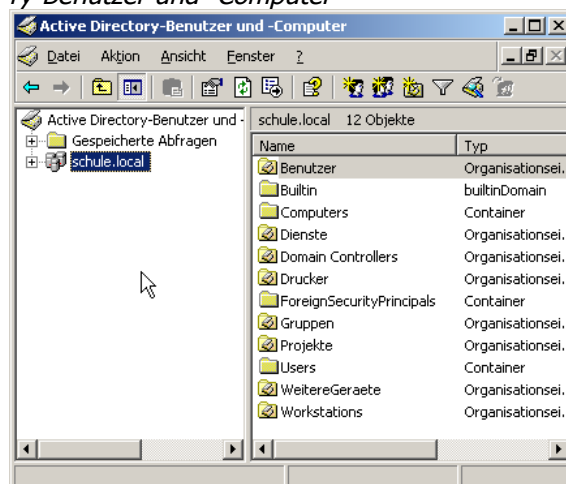 ry-Benutzer und -Computer
Active Directory-Benutzer und -Computer
Datei Aktion Ansicht Fenster ?
Active Directory-Benutzer und -
Gespeicherte Abfragen
schule.local
schule.local 12 Objekte
Name Typ
Benutzer Organisationsei.
Builtin builtinDomain
Computers Container
Dienste Organisationsei.
Domain Controllers Organisationsei.
Drucker Organisationsei.
ForeignSecurityPrincipals Container
Gruppen Organisationsei.
Projekte Organisationsei.
Users Container
WeitereGeraete Organisationsei.
Workstations Organisationsei.